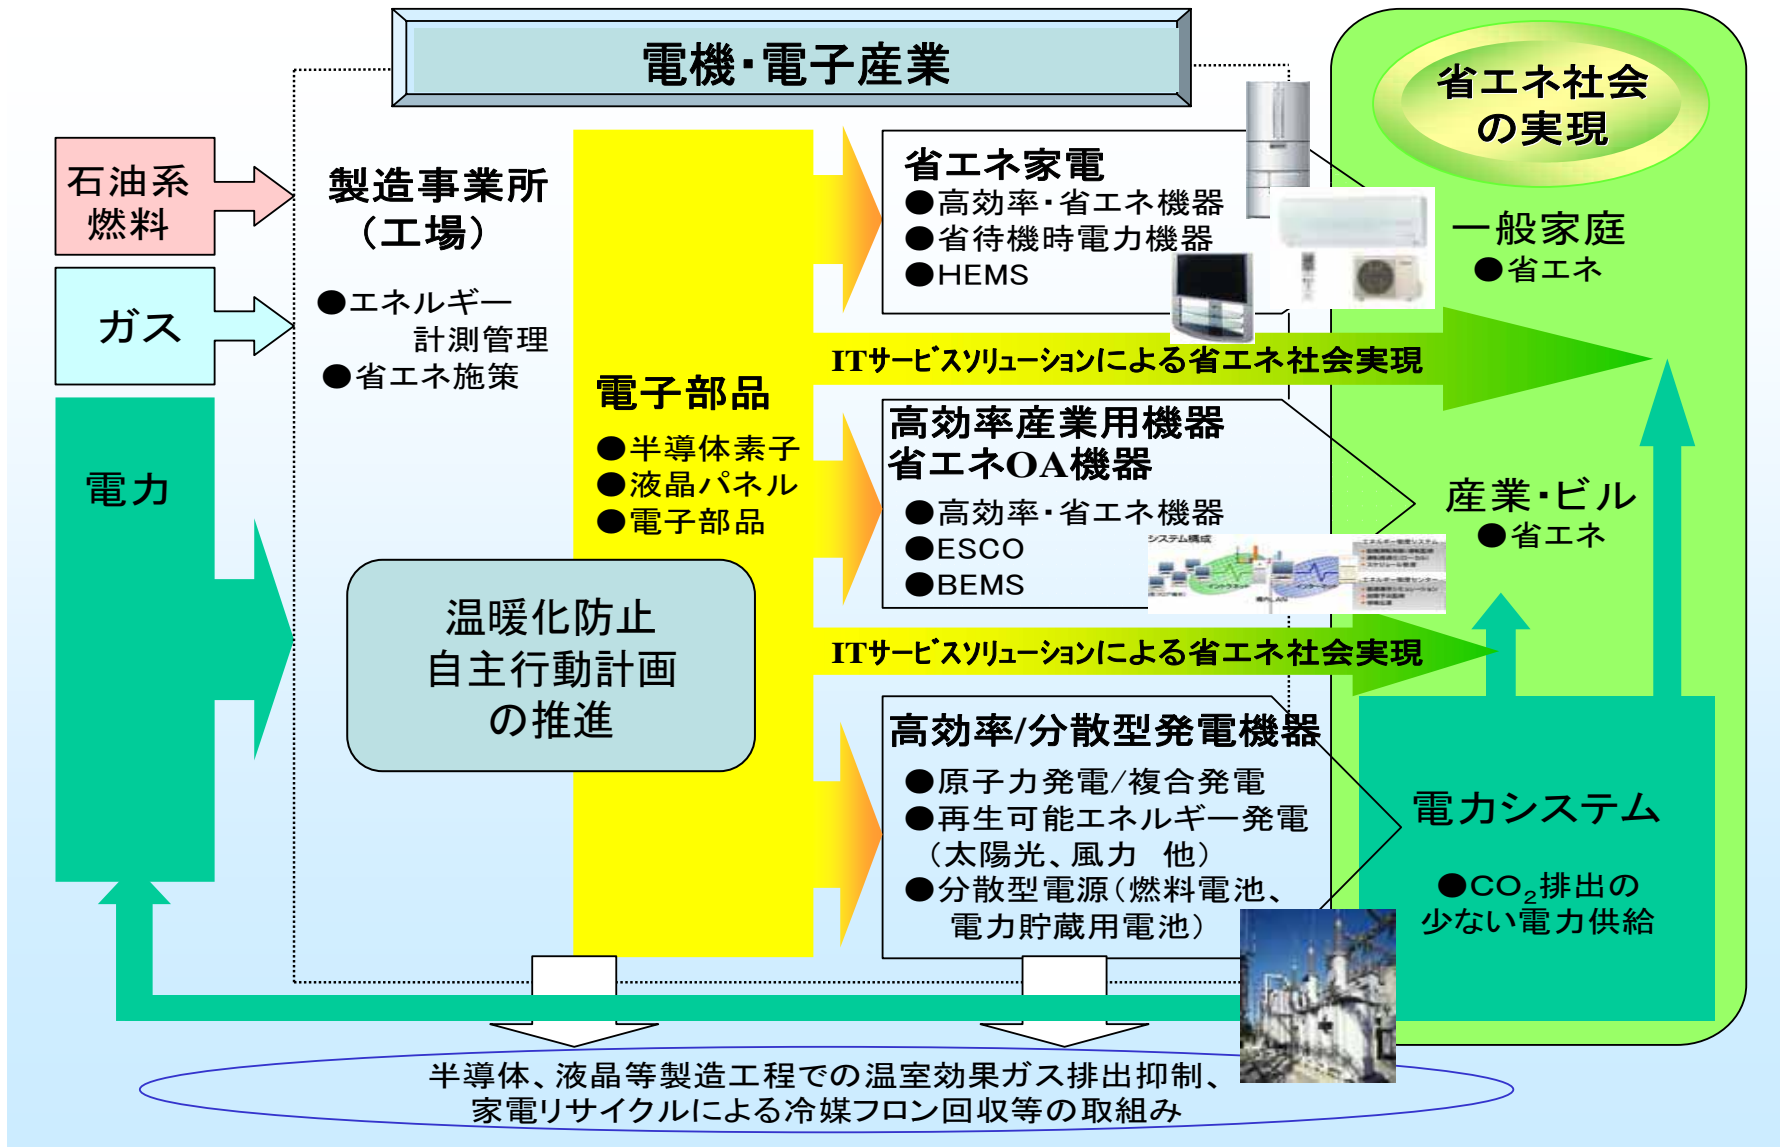 電機・電子産業
省エネ社会
の実現
石油系
燃料
ガス
電力
製造事業所
（工場）
●エネルギー
計測管理
●省エネ施策
温暖化防止
自主行動計画
の推進
電子部品
●半導体素子
●液晶パネル
●電子部品
省エネ家電
●高効率・省エネ機器
●省待機時電力機器
●HEMS
一般家庭
●省エネ
ITサービスソリューションによる省エネ社会実現
高効率産業用機器
省エネOA機器
●高効率・省エネ機器
●ESCO
●BEMS
システム構成
産業・ビル
●省エネ
ITサービスソリューションによる省エネ社会実現
高効率/分散型発電機器
●原子力発電/複合発電
●再生可能エネルギー発電
（太陽光、風力　他）
●分散型電源（燃料電池、
電力貯蔵用電池）
電力システム
●CO₂排出の
少ない電力供給
半導体、液晶等製造工程での温室効果ガス排出抑制、
家電リサイクルによる冷媒フロン回収等の取組み